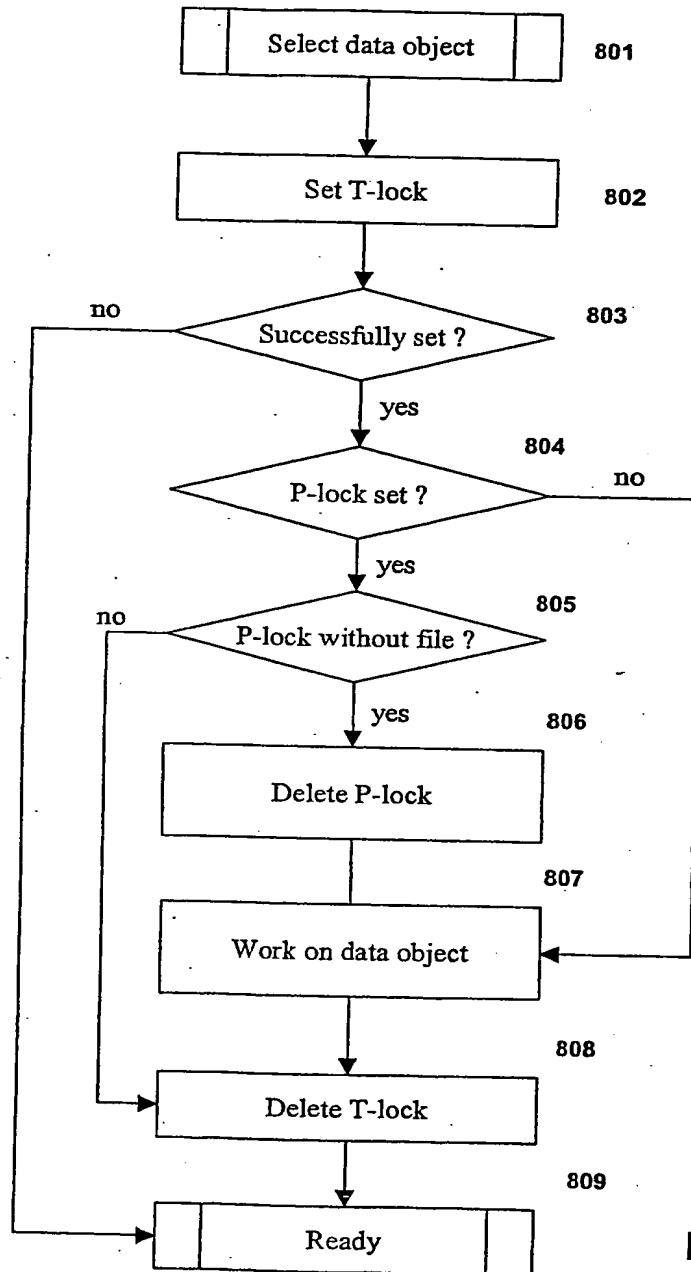 Select data object 801
Set T-lock 802
803
no
Successfully set ?
yes
804
P-lock set ?
no
yes
805
no
P-lock without file ?
yes
806
Delete P-lock
807
Work on data object
808
Delete T-lock
809
Ready